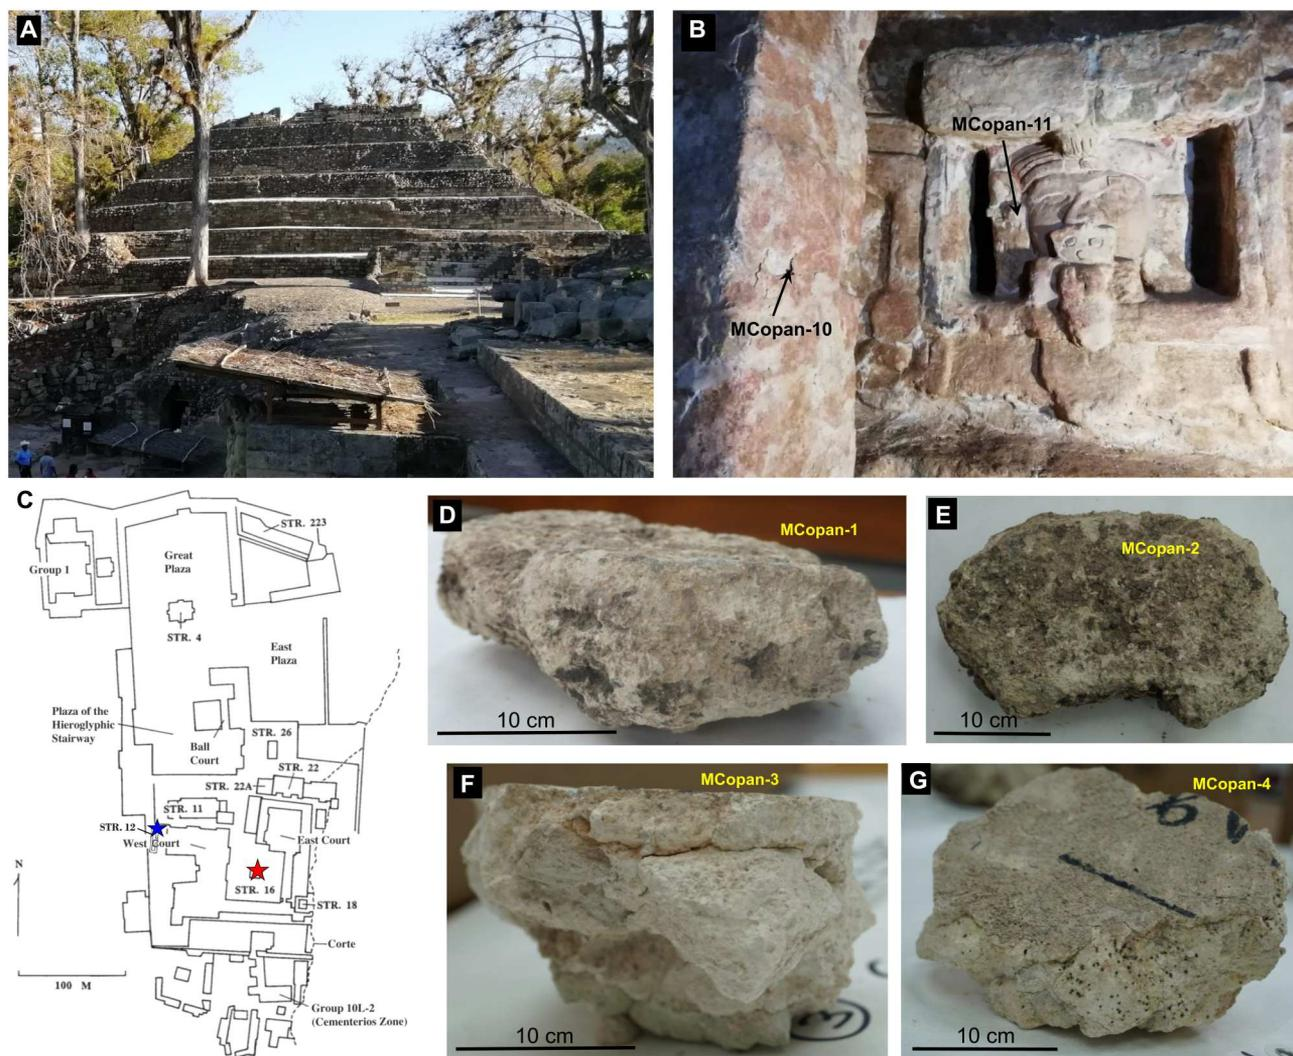 A
B
MCopan-11
MCopan-10
C
STR. 223
Great
Plaza
Group 1
STR. 4
East
Plaza
Plaza of the
Hieroglyphic
Stairway
Ball
Court
STR. 26
STR. 22
STR. 22A
STR. 11
STR. 12
West Court
East Court
N
STR. 16
STR. 18
Corte
100 M
Group 10L-2
(Cementerios Zone)
D
MCopan-1
10 cm
E
MCopan-2
10 cm
F
MCopan-3
10 cm
3
G
MCopan-4
10 cm